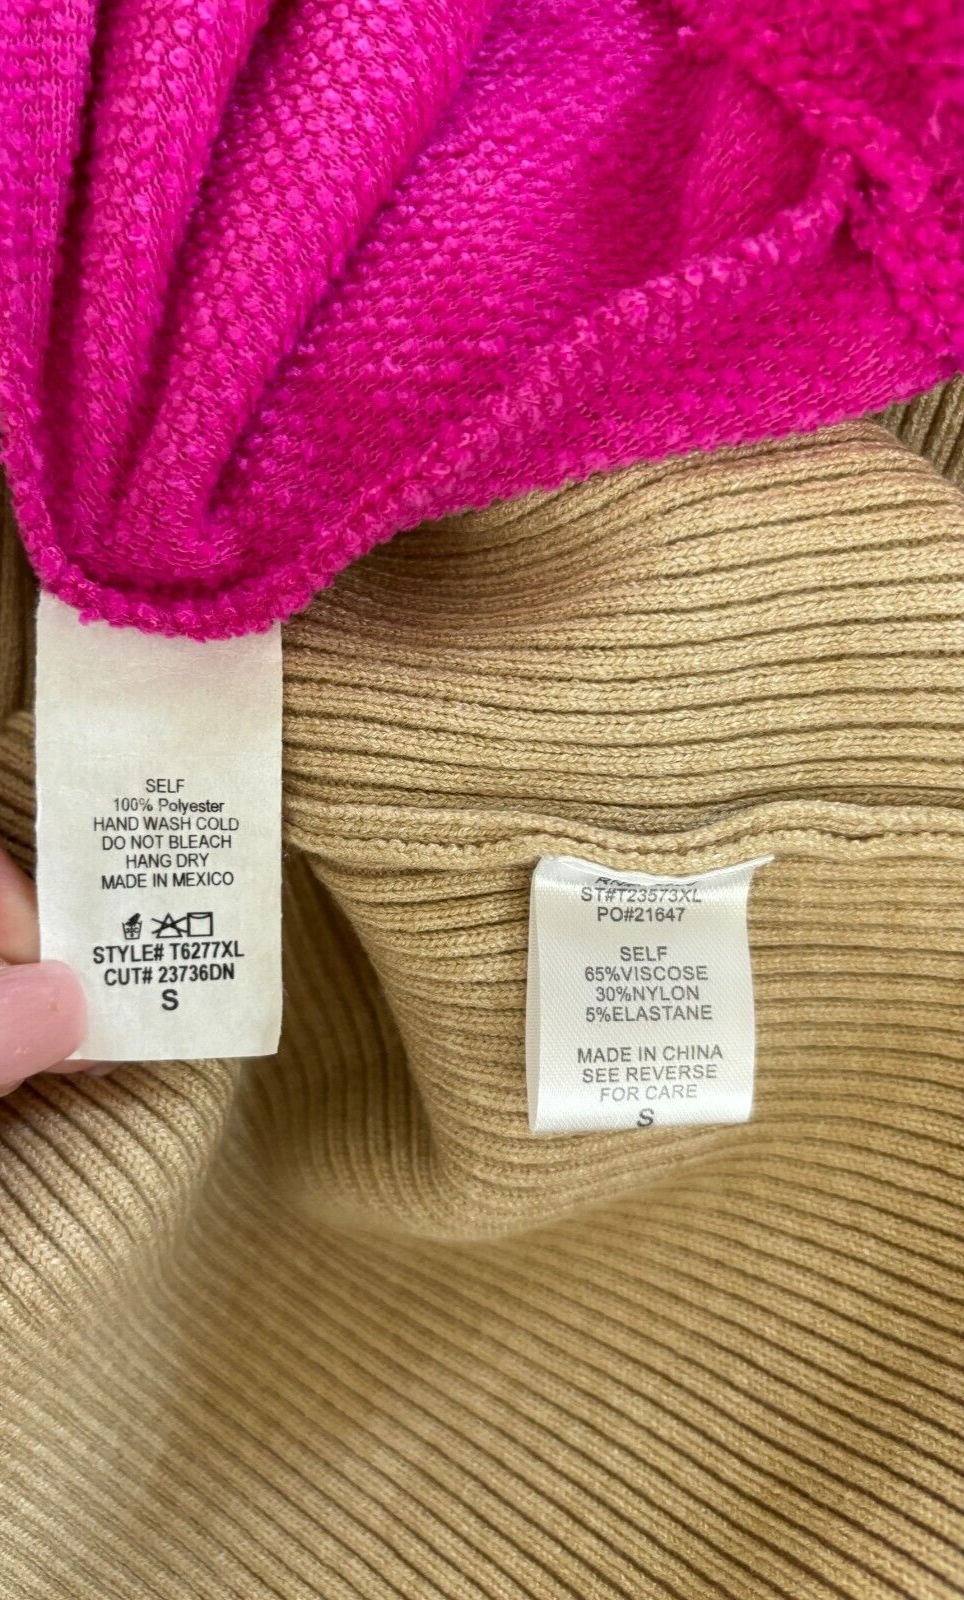 SELF
100% Polyester
HAND WASH COLD
DO NOT BLEACH
HANG DRY
MADE IN MEXICO
STYLE# T6277XL
CUT# 23736DN
S
ST#T23573XL
PO#21647
SELF
65%VISCOSE
30%NYLON
5%ELASTANE
MADE IN CHINA
SEE REVERSE
FOR CARE
S